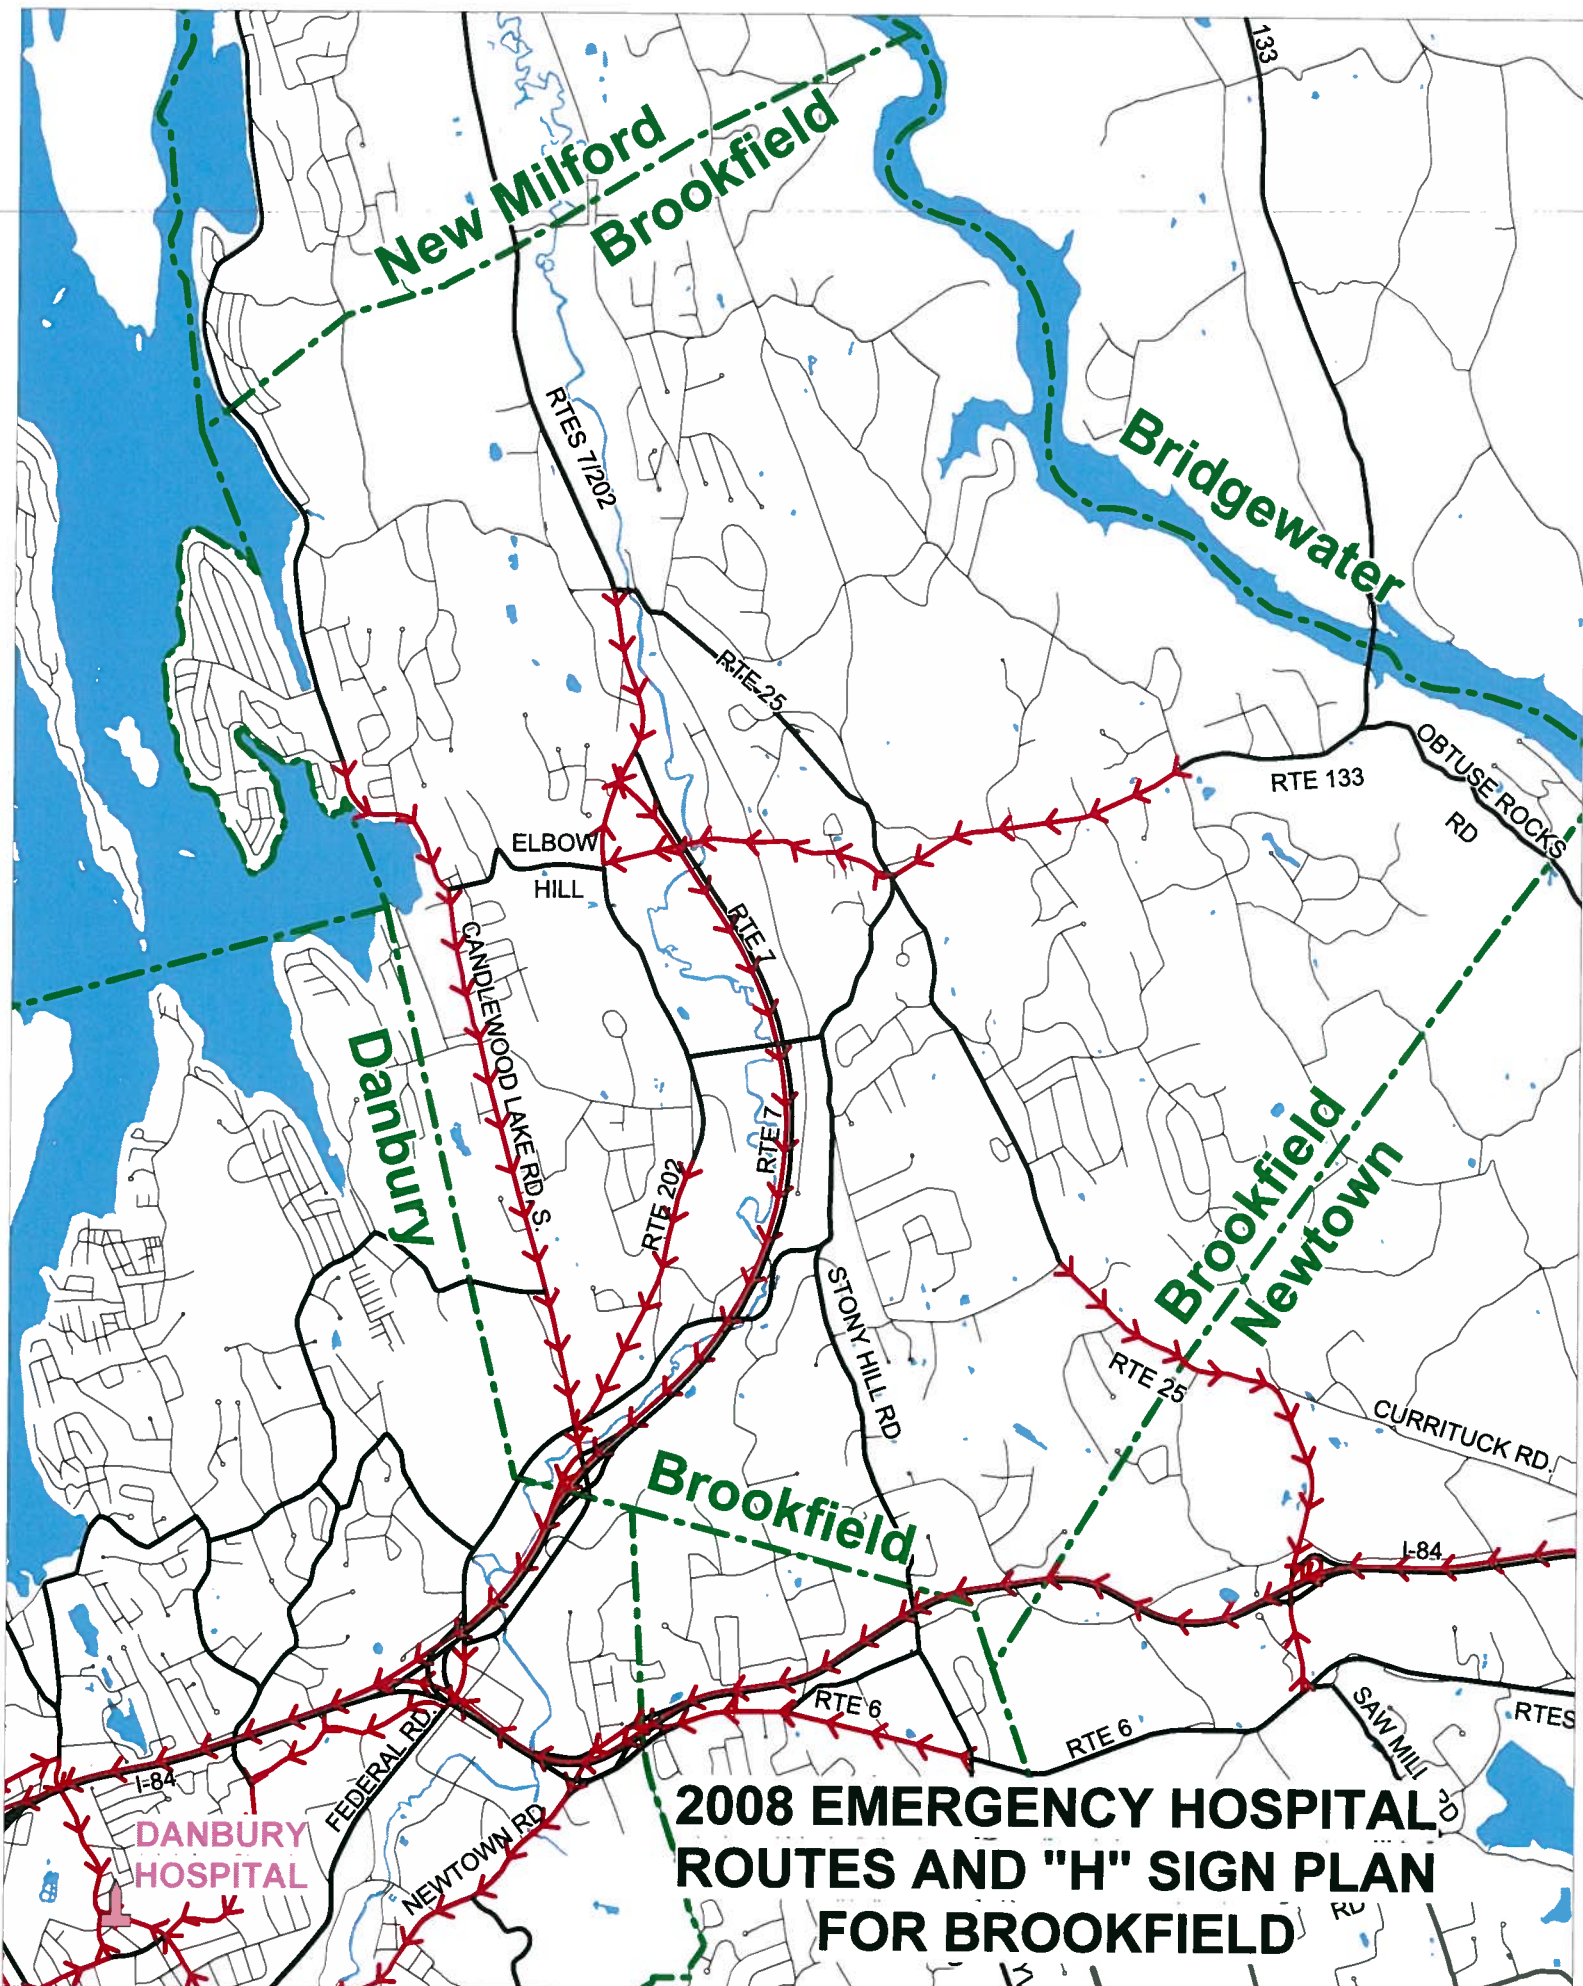 133
New Milford
Brookfield
RTES 7/202
Bridgewater
RTE 25
OBTUSE ROCKS
RD
RTE 133
ELBOW
HILL
RTE 7
CANDLEWOOD LAKE RD. S.
Danbury
RTE 7
RTE 202
Brookfield
Newtown
STONY HILL RD
RTE 25
CURRITUCK RD.
Brookfield
I-84
RTE 6
RTE 6
SAW MILL RD
RTES
I-84
FEDERAL RD.
DANBURY
HOSPITAL
NEWTOWN RD
2008 EMERGENCY HOSPITAL
ROUTES AND "H" SIGN PLAN
FOR BROOKFIELD
RD